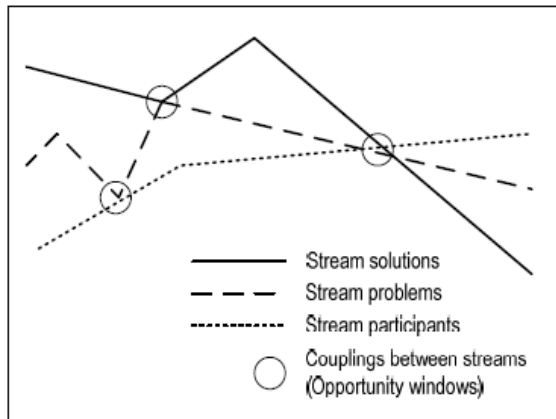 Stream solutions
Stream problems
Stream participants
Couplings between streams
(Opportunity windows)